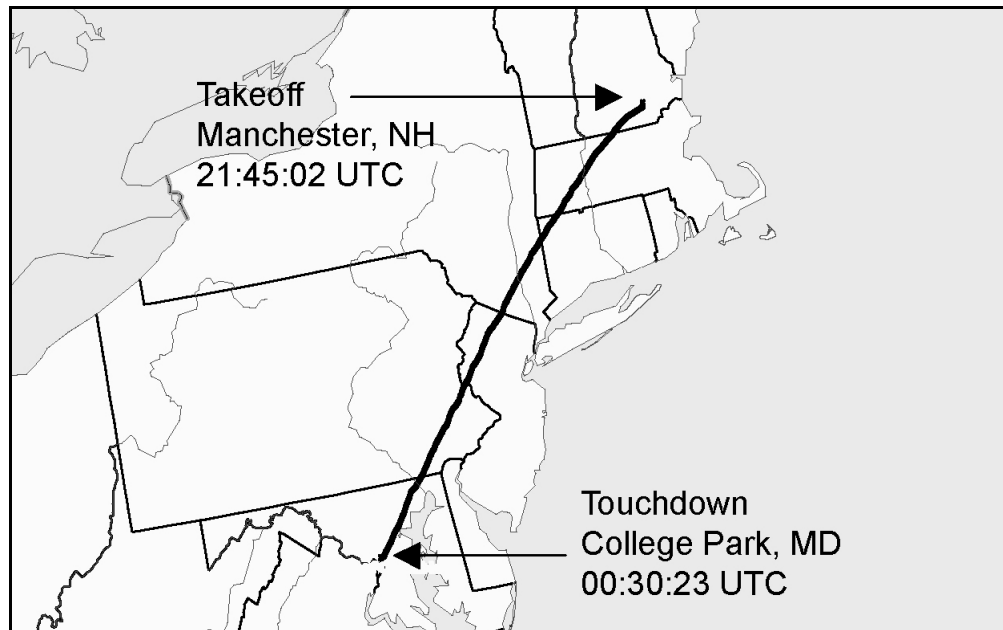 Takeoff
Manchester, NH
21:45:02 UTC
Touchdown
College Park, MD
00:30:23 UTC